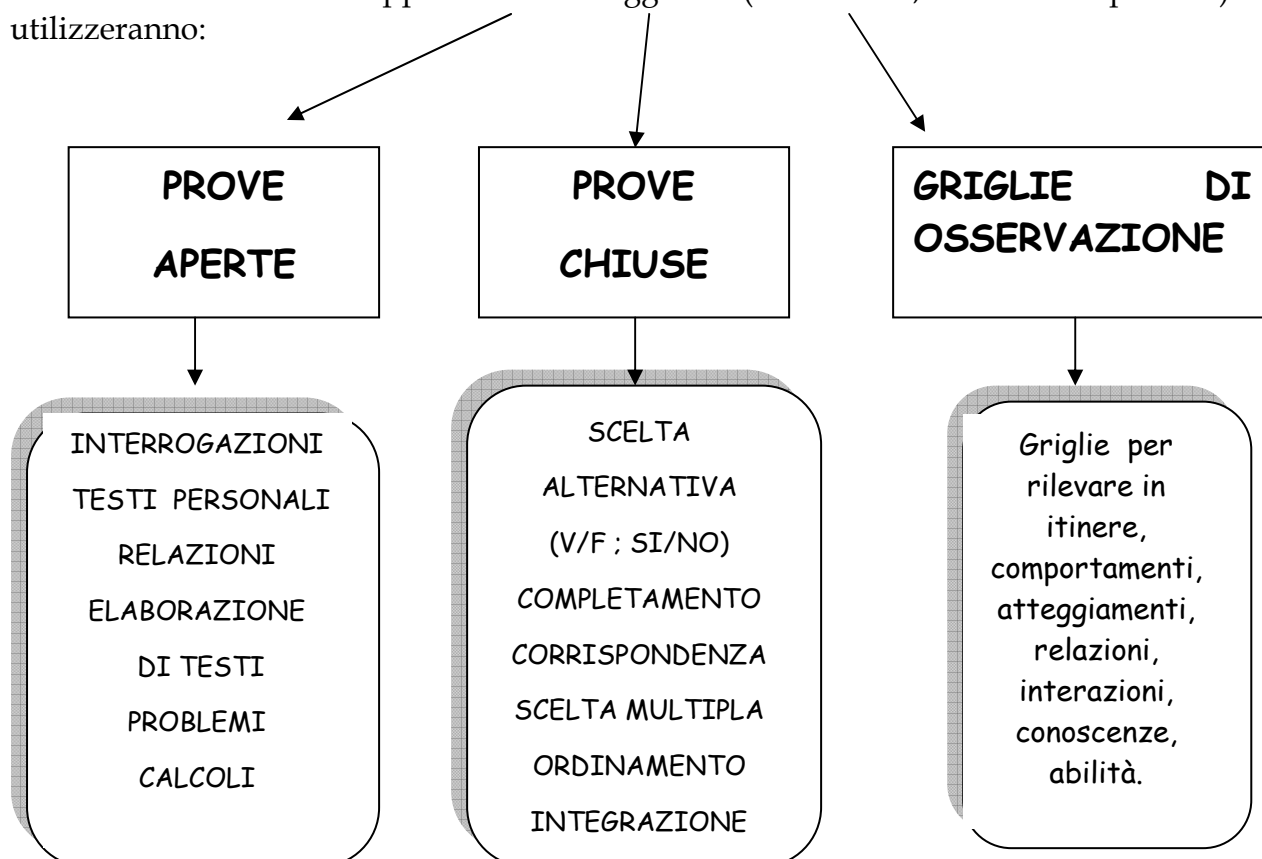 utilizzeranno:
PROVE
APERTE
PROVE
CHIUSE
GRIGLIE DI
OSSERVAZIONE
INTERROGAZIONI
TESTI PERSONALI
RELAZIONI
ELABORAZIONE
DI TESTI
PROBLEMI
CALCOLI
SCELTA
ALTERNATIVA
(V/F ; SI/NO)
COMPLETAMENTO
CORRISPONDENZA
SCELTA MULTIPLA
ORDINAMENTO
INTEGRAZIONE
Griglie per
rilevare in
itinere,
comportamenti,
atteggiamenti,
relazioni,
interazioni,
conoscenze,
abilità.